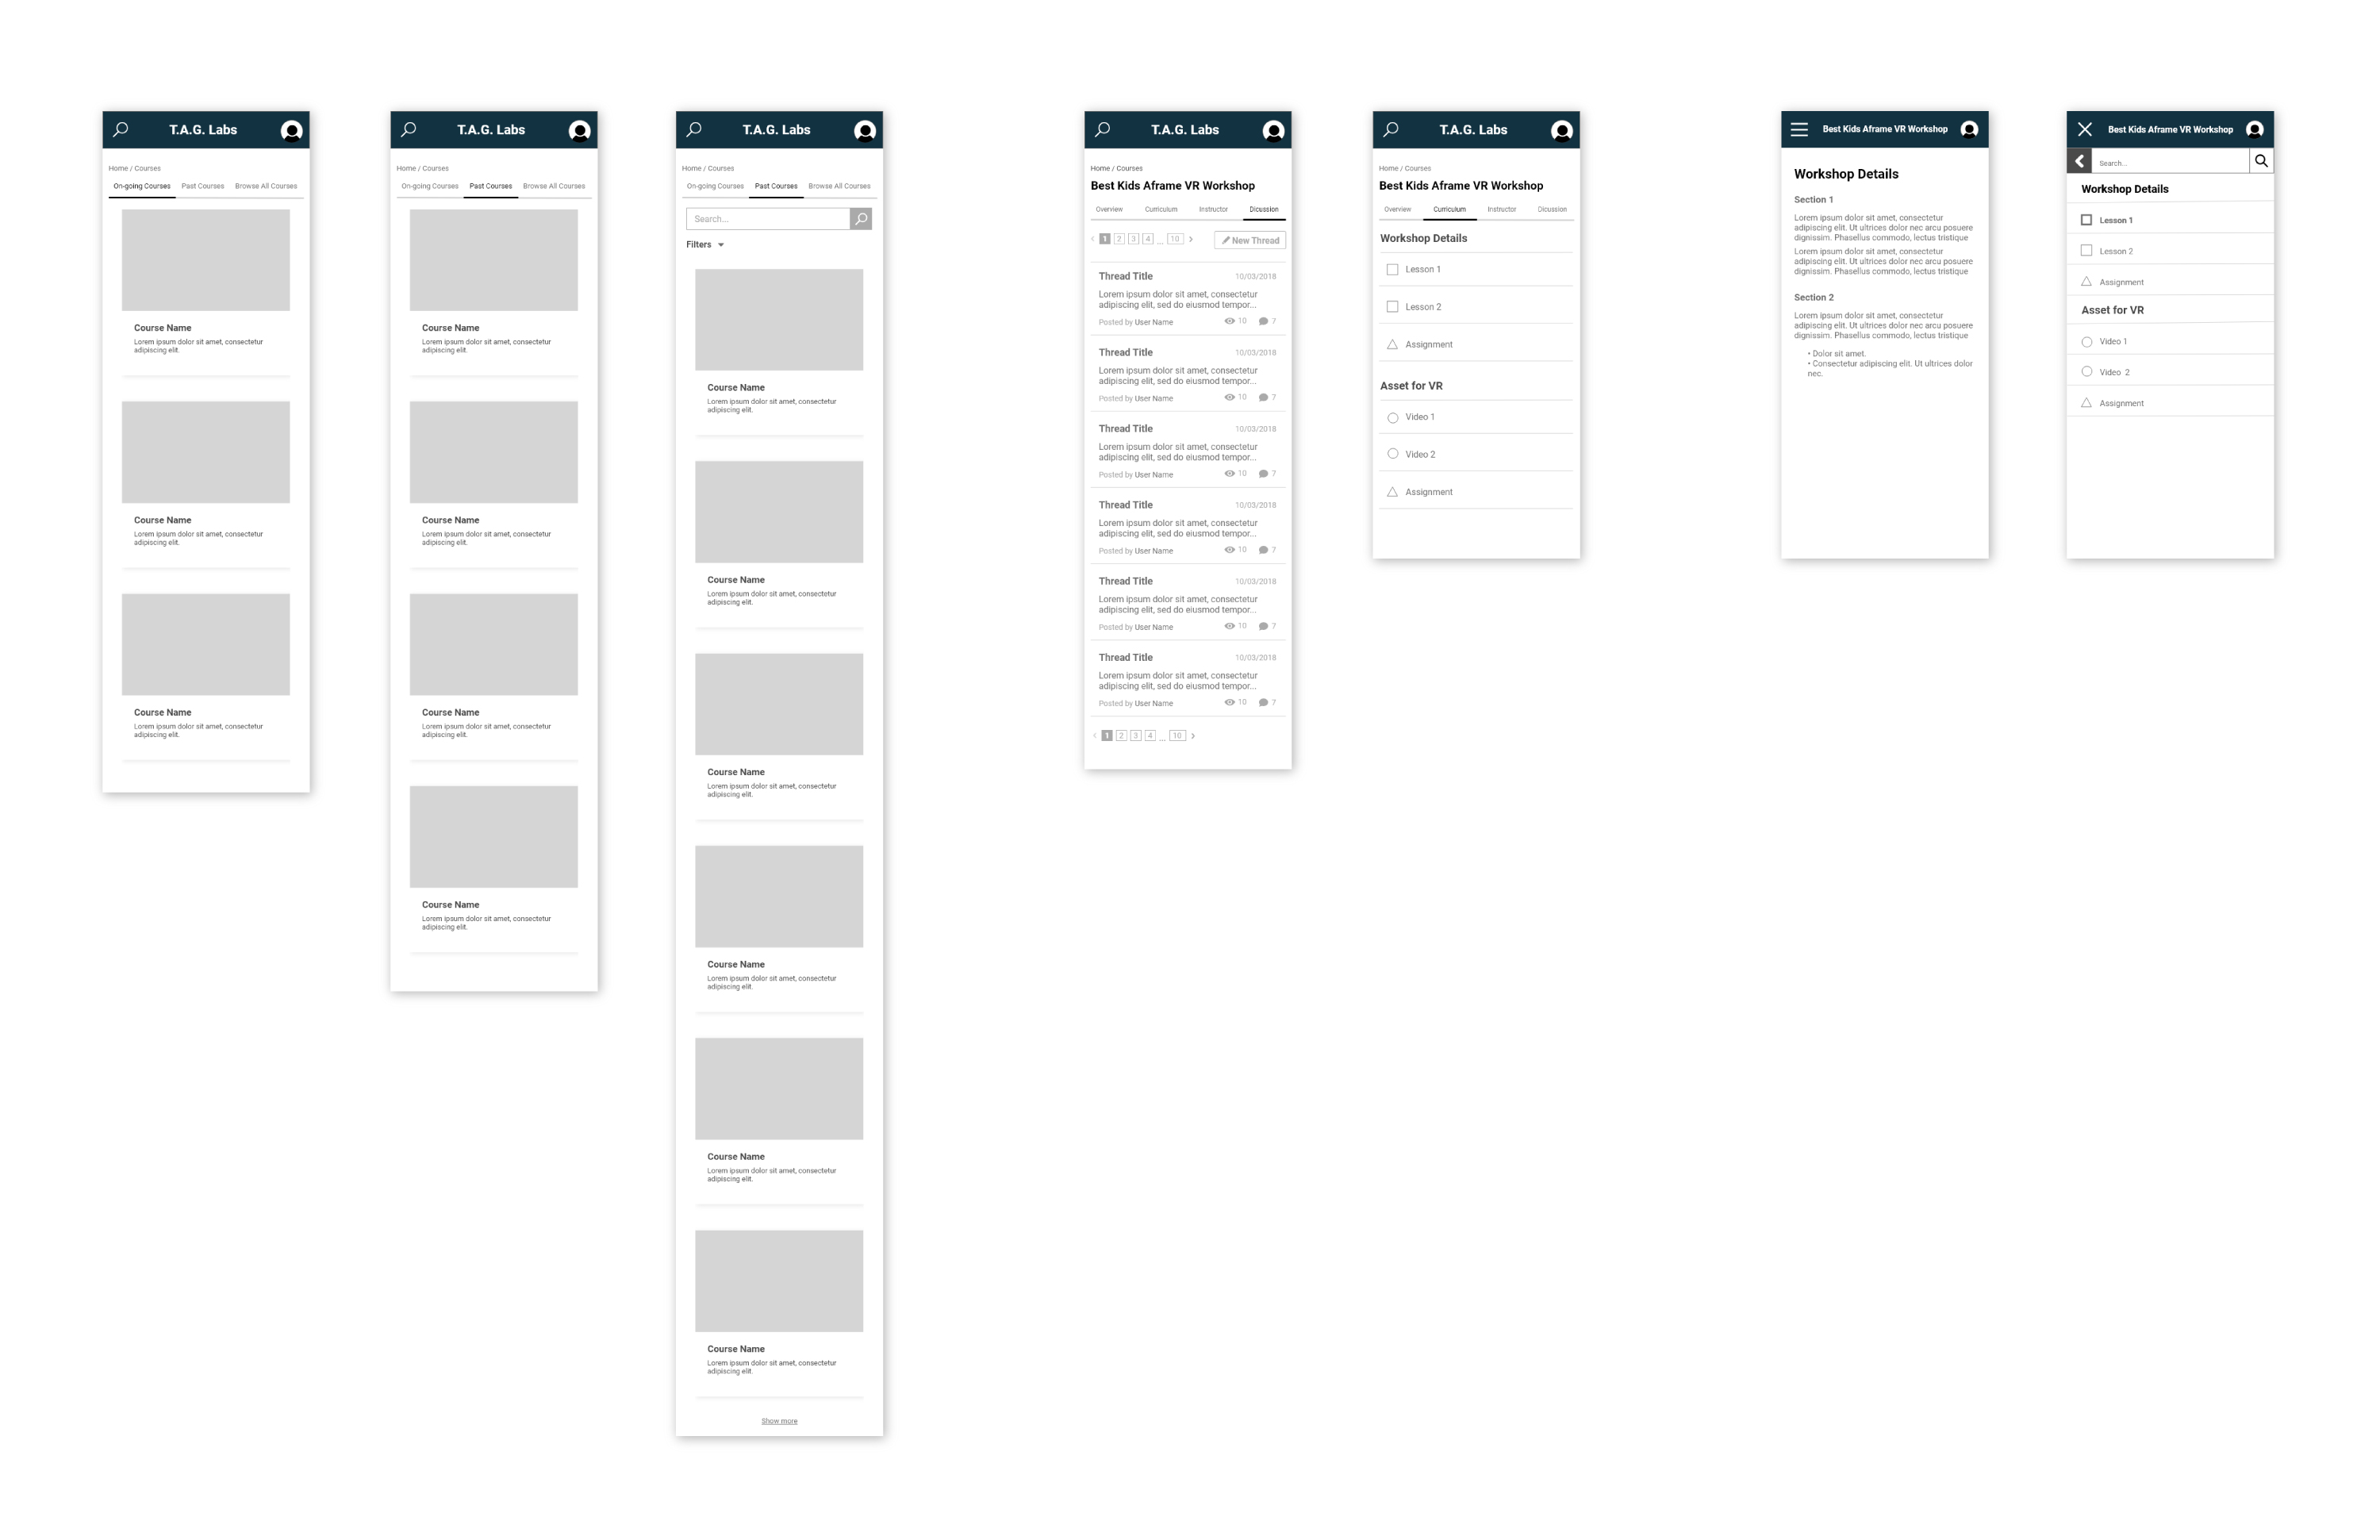 T.A.G. Labs
Home / Courses
On-going Courses Past Courses Browse All Courses
Course Name
Lorem ipsum dolor sit amet, consectetur
adipiscing elit.
Course Name
Lorem ipsum dolor sit amet, consectetur
adipiscing elit.
Course Name
Lorem ipsum dolor sit amet, consectetur
adipiscing elit.
T.A.G. Labs
Home / Courses
On-going Courses Past Courses Browse All Courses
Course Name
Lorem ipsum dolor sit amet, consectetur
adipiscing elit.
Course Name
Lorem ipsum dolor sit amet, consectetur
adipiscing elit.
Course Name
Lorem ipsum dolor sit amet, consectetur
adipiscing elit.
Course Name
Lorem ipsum dolor sit amet, consectetur
adipiscing elit.
T.A.G. Labs
Home / Courses
On-going Courses Past Courses Browse All Courses
Search...
Filters
Course Name
Lorem ipsum dolor sit amet, consectetur
adipiscing elit.
Course Name
Lorem ipsum dolor sit amet, consectetur
adipiscing elit.
Course Name
Lorem ipsum dolor sit amet, consectetur
adipiscing elit.
Course Name
Lorem ipsum dolor sit amet, consectetur
adipiscing elit.
Course Name
Lorem ipsum dolor sit amet, consectetur
adipiscing elit.
Course Name
Lorem ipsum dolor sit amet, consectetur
adipiscing elit.
Show more
T.A.G. Labs
Home / Courses
Best Kids Aframe VR Workshop
Overview Curriculum Instructor Dicussion
< 1 2 3 4 ... 10 > New Thread
Thread Title 10/03/2018
Lorem ipsum dolor sit amet, consectetur
adipiscing elit, sed do eiusmod tempor...
Posted by User Name 10 7
Thread Title 10/03/2018
Lorem ipsum dolor sit amet, consectetur
adipiscing elit, sed do eiusmod tempor...
Posted by User Name 10 7
Thread Title 10/03/2018
Lorem ipsum dolor sit amet, consectetur
adipiscing elit, sed do eiusmod tempor...
Posted by User Name 10 7
Thread Title 10/03/2018
Lorem ipsum dolor sit amet, consectetur
adipiscing elit, sed do eiusmod tempor...
Posted by User Name 10 7
Thread Title 10/03/2018
Lorem ipsum dolor sit amet, consectetur
adipiscing elit, sed do eiusmod tempor...
Posted by User Name 10 7
Thread Title 10/03/2018
Lorem ipsum dolor sit amet, consectetur
adipiscing elit, sed do eiusmod tempor...
Posted by User Name 10 7
< 1 2 3 4 ... 10 >
T.A.G. Labs
Home / Courses
Best Kids Aframe VR Workshop
Overview Curriculum Instructor Dicussion
Workshop Details
Lesson 1
Lesson 2
Assignment
Asset for VR
Video 1
Video 2
Assignment
Best Kids Aframe VR Workshop
Workshop Details
Section 1
Lorem ipsum dolor sit amet, consectetur
adipiscing elit. Ut ultrices dolor nec arcu posuere
dignissim. Phasellus commodo, lectus tristique
Lorem ipsum dolor sit amet, consectetur
adipiscing elit. Ut ultrices dolor nec arcu posuere
dignissim. Phasellus commodo, lectus tristique
Section 2
Lorem ipsum dolor sit amet, consectetur
adipiscing elit. Ut ultrices dolor nec arcu posuere
dignissim. Phasellus commodo, lectus tristique
• Dolor sit amet.
• Consectetur adipiscing elit. Ut ultrices dolor
nec.
Best Kids Aframe VR Workshop
Search...
Workshop Details
Lesson 1
Lesson 2
Assignment
Asset for VR
Video 1
Video 2
Assignment